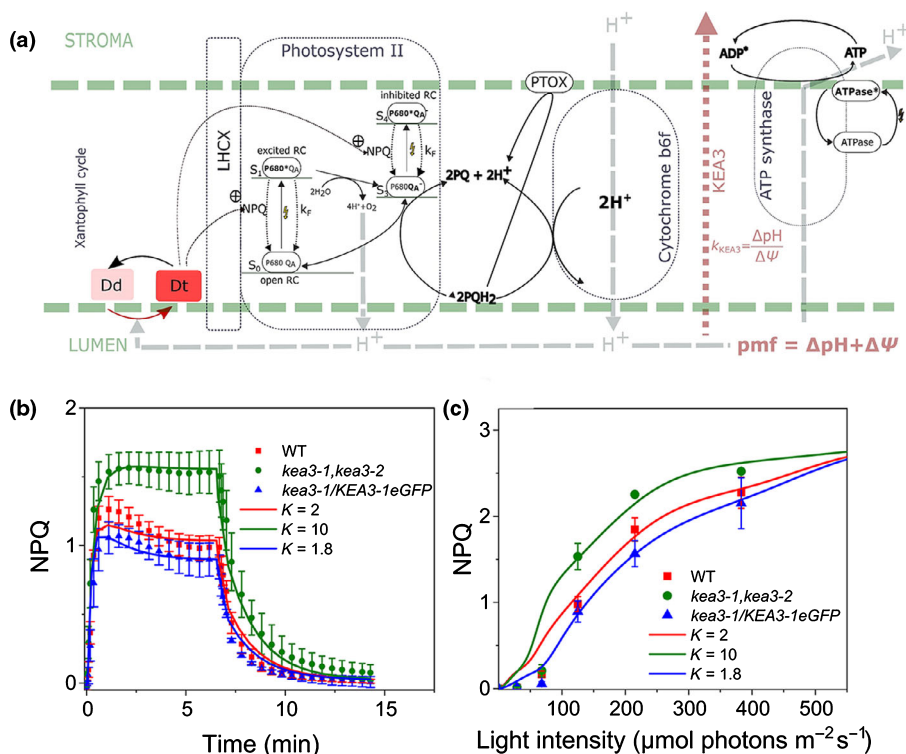 (a)
STROMA
Photosystem II
H⁺
ADP*
ATP
H⁺
PTOX
ATPase*
inhibited RC
S₄
P680*QA
NPQ
kF
ATPase
ATP synthase
KEA3
Cytochrome b6f
LHCX
Xantophyll cycle
excited RC
S₁
P680*QA
2H₂O
4H⁺+O₂
P680QA⁻
2PQ + 2H⁺
2H⁺
NPQ
kF
kKEA3=ΔpH/ΔΨ
S₀
P680 QA
open RC
Dd
Dt
2PQH₂
LUMEN
H⁺
H⁺
pmf = ΔpH+ΔΨ
(b)
2
1
0
NPQ
WT
kea3-1,kea3-2
kea3-1/KEA3-1eGFP
K = 2
K = 10
K = 1.8
0
5
10
15
Time (min)
(c)
3
2
1
0
NPQ
WT
kea3-1,kea3-2
kea3-1/KEA3-1eGFP
K = 2
K = 10
K = 1.8
100
200
300
400
500
Light intensity (μmol photons m⁻² s⁻¹)